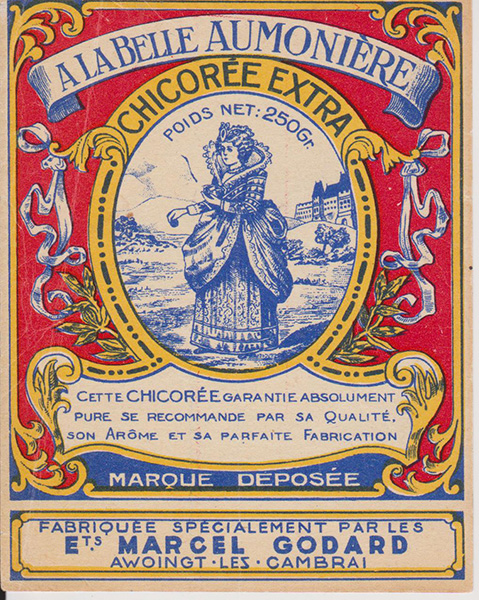 A LA BELLE AUMONIÈRE
CHICORÉE EXTRA
POIDS NET: 250Gr.
CETTE CHICORÉE GARANTIE ABSOLUMENT
PURE SE RECOMMANDE PAR SA QUALITÉ,
SON ARÔME ET SA PARFAITE FABRICATION
MARQUE DEPOSÉE
FABRIQUÉE SPÉCIALEMENT PAR LES
ETS MARCEL GODARD
AWOINGT-LES-CAMBRAI